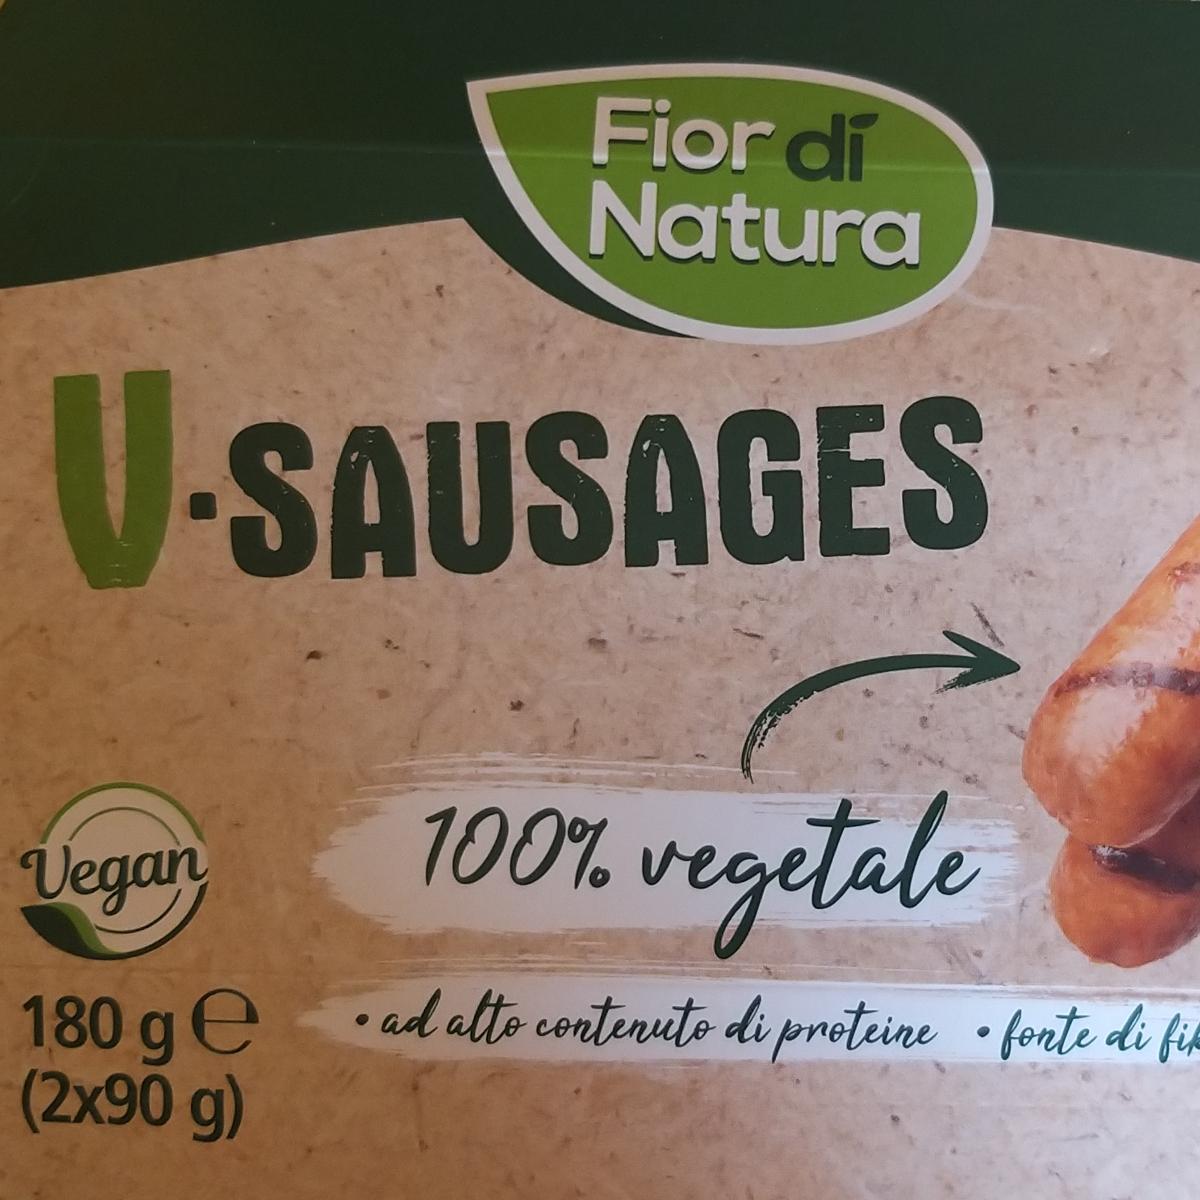 Fior di
Natura
V-SAUSAGES
100% vegetale
Vegan
180 g ℮
(2x90 g)
• ad alto contenuto di proteine • fonte di